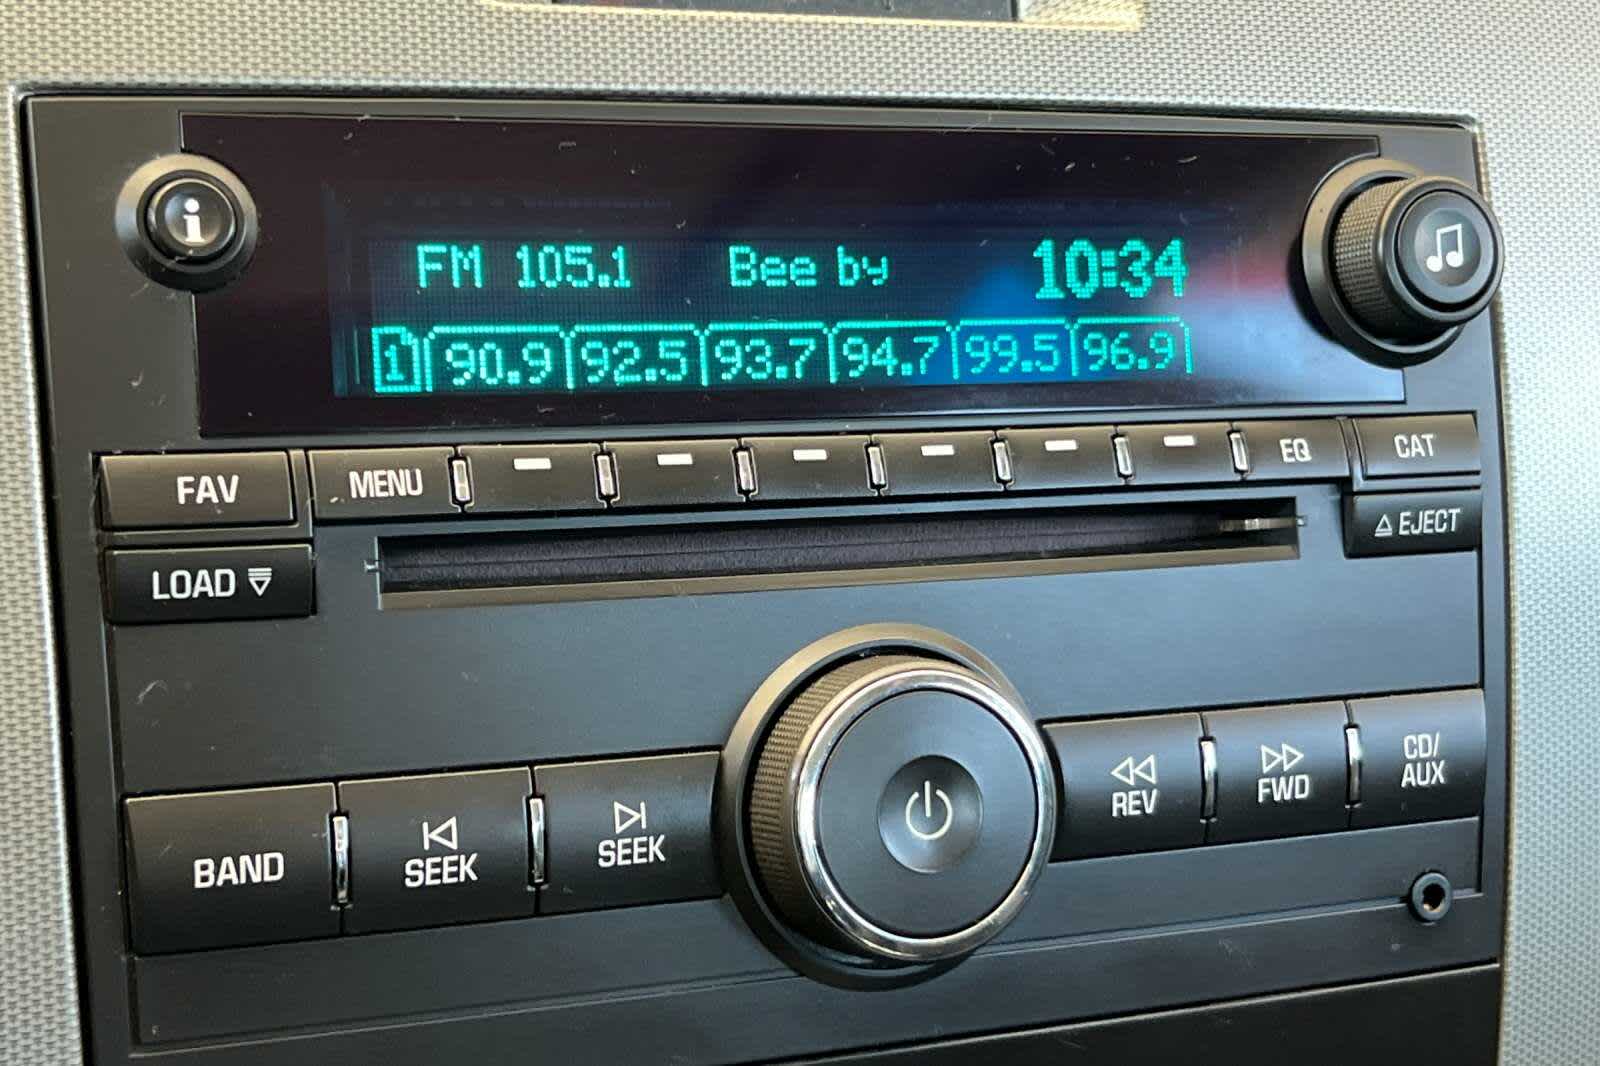 i
FM 105.1 Bee by 10:34
1 90.9 92.5 93.7 94.7 99.5 96.9
FAV MENU EQ CAT
LOAD EJECT
BAND SEEK SEEK REV FWD CD/
AUX